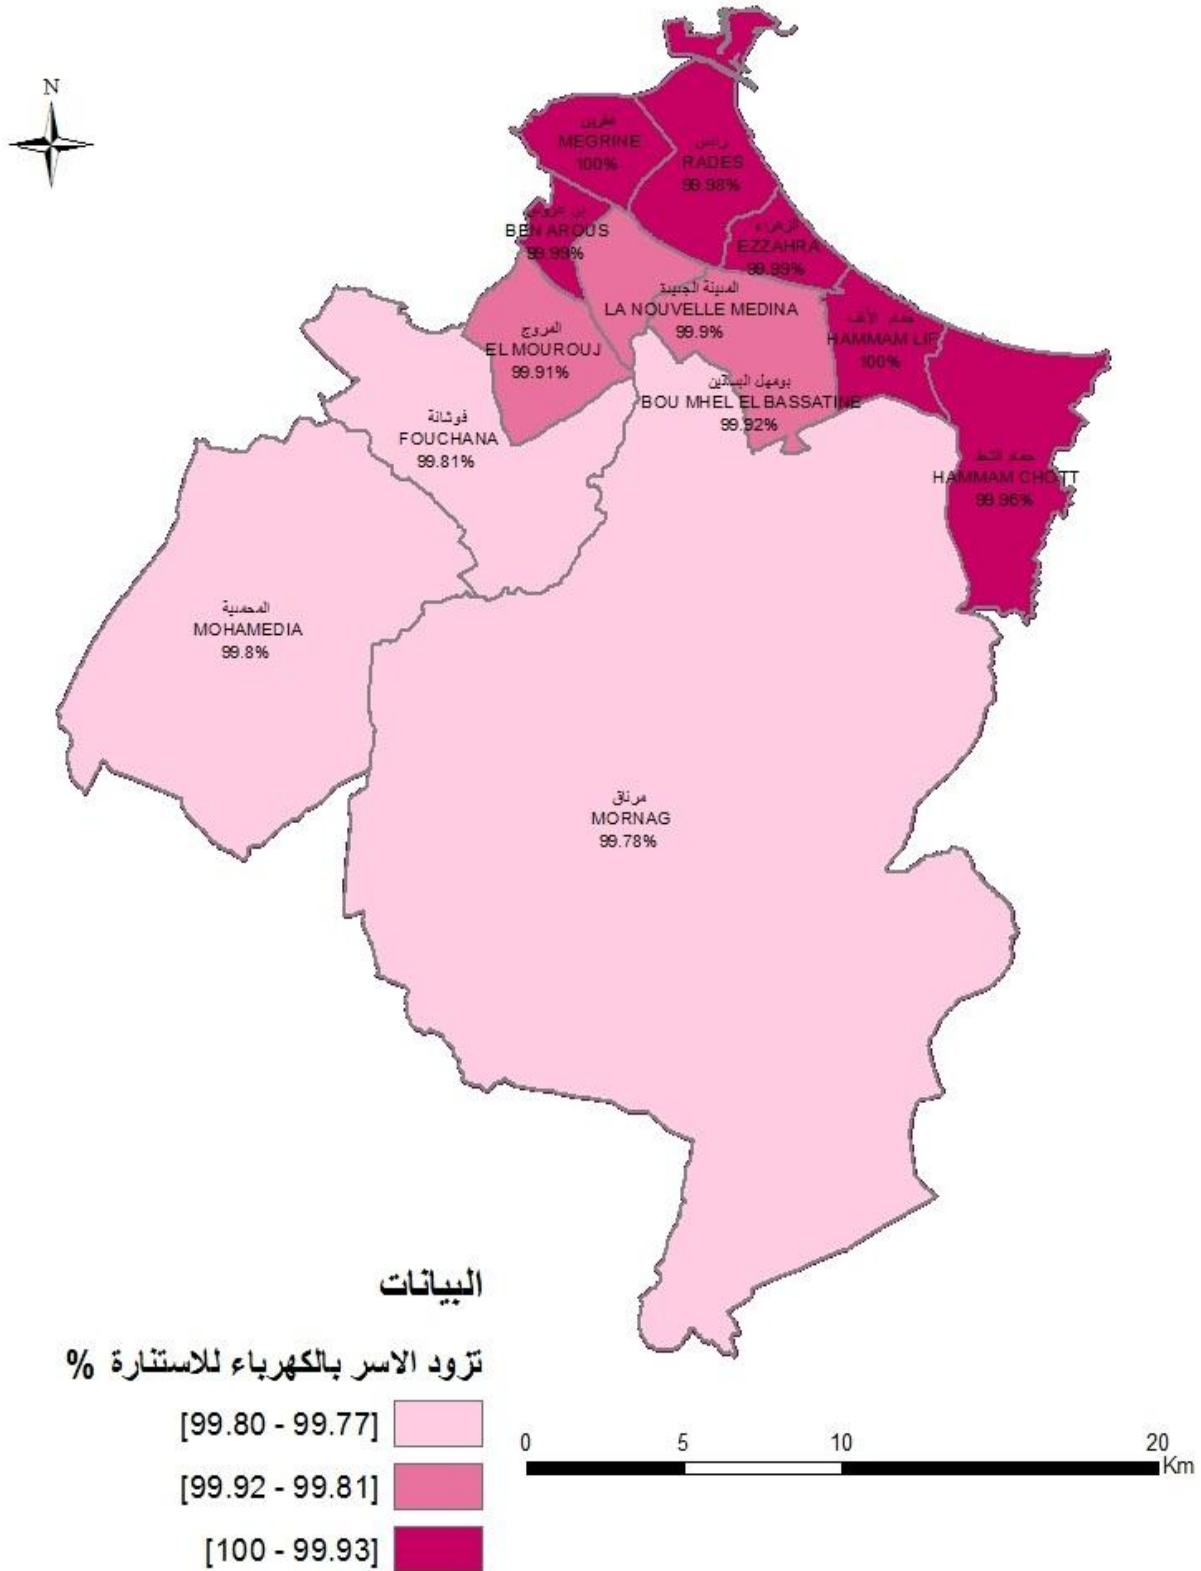 N
مقرين
MEGRINE
100%
رادس
RADES
99.98%
بن عروس
BEN AROUS
99.99%
الزهراء
EZZAHRA
99.99%
المدينة الجديدة
LA NOUVELLE MEDINA
99.9%
حمام الأنف
HAMMAM LIF
100%
المروج
EL MOUROUJ
99.91%
بومهل البساتين
BOU MHEL EL BASSATINE
99.92%
فوشانة
FOUCHANA
99.81%
حمام الشط
HAMMAM CHOTT
99.96%
المحمدية
MOHAMEDIA
99.8%
مرناق
MORNAG
99.78%
البيانات
تزود الاسر بالكهرباء للاستنارة %
[99.80 - 99.77]
[99.92 - 99.81]
[100 - 99.93]
0 5 10 20
Km